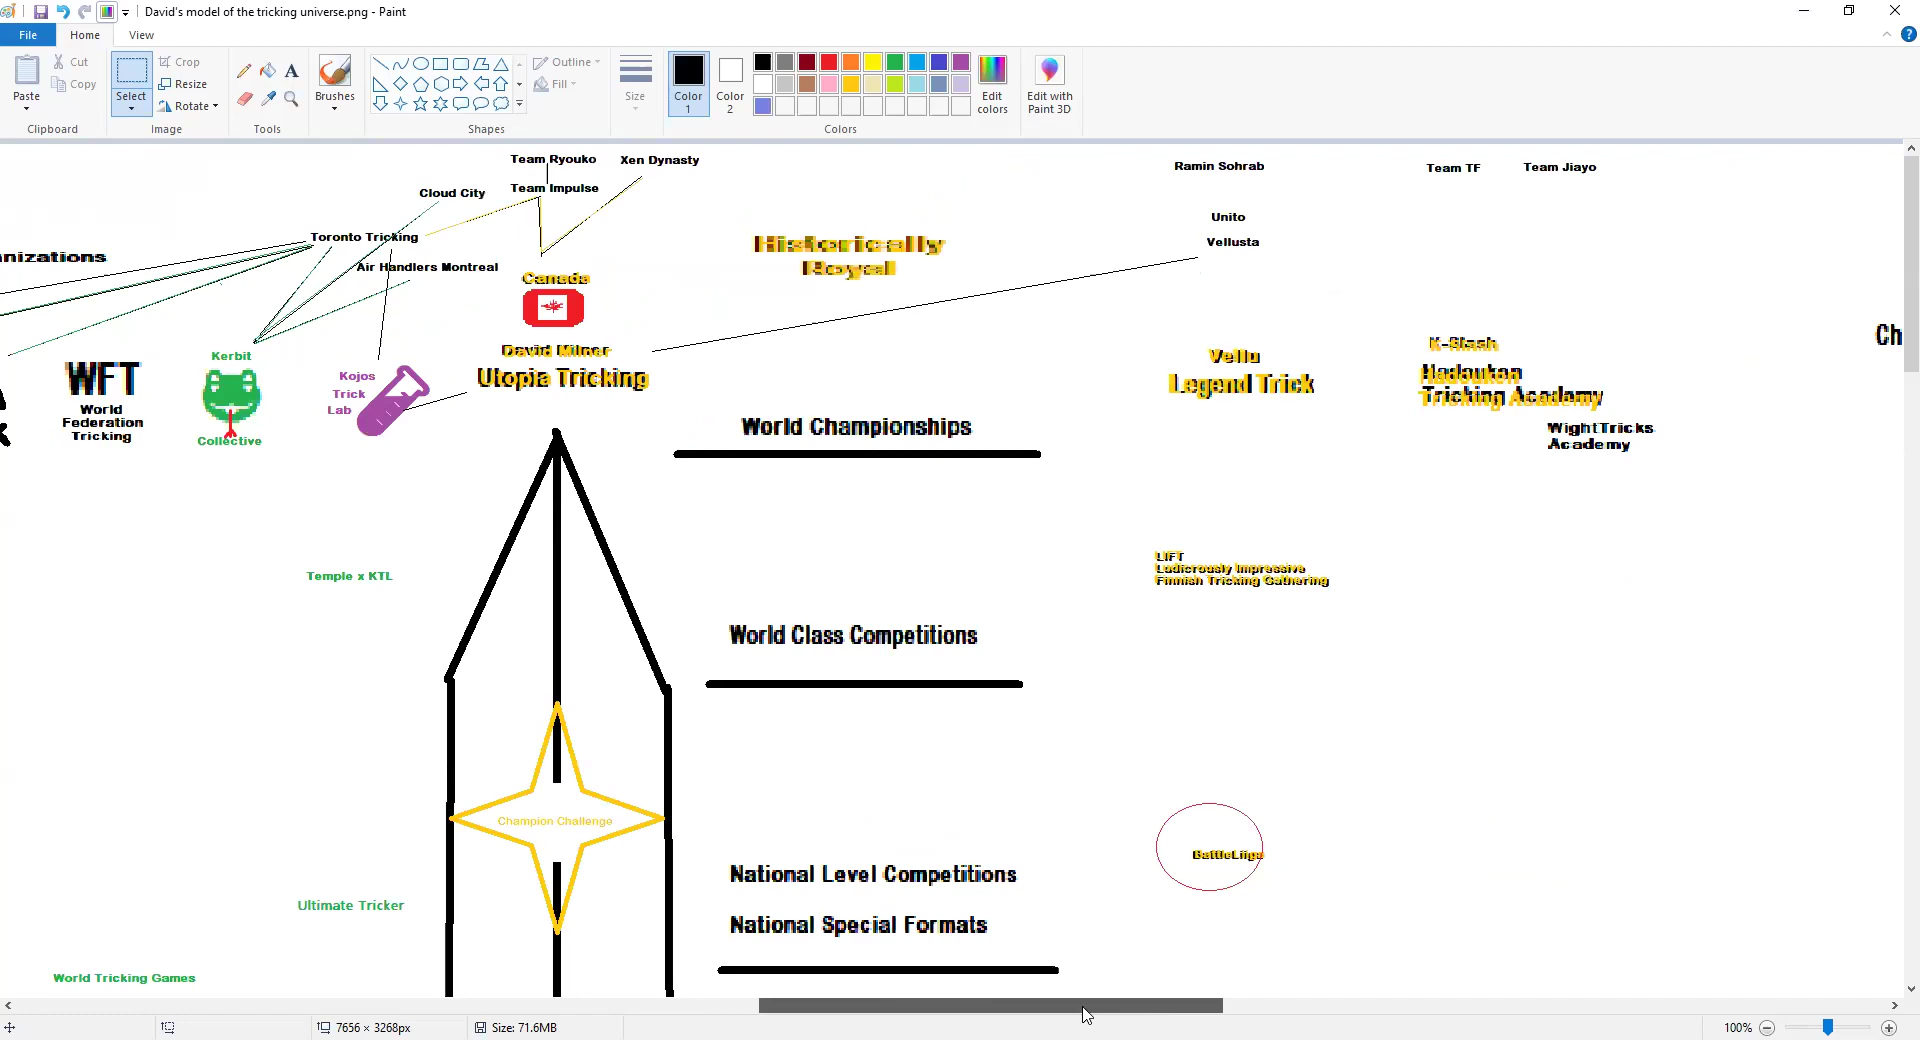 David's model of the tricking universe.png - Paint
File
Home
View
Paste
Cut
Copy
Clipboard
Select
Crop
Resize
Rotate
Image
Tools
Brushes
Shapes
Outline
Fill
Size
Color 1
Color 2
Colors
Edit colors
Edit with Paint 3D
Team Ryouko
Xen Dynasty
Ramin Sohrab
Team TF
Team Jiayo
Cloud City
Team Impulse
Unito
Toronto Tricking
Vellusta
nizations
Air Handlers Montreal
Historically
Royal
Canada
Ch
WFT
World
Federation
Tricking
Kerbit
Collective
Kojos
Trick
Lab
David Milner
Utopia Tricking
Vellu
Legend Trick
K-Slash
Hadouken
Tricking Academy
WightTricks
Academy
World Championships
Temple x KTL
LIFT
Ludicrously Impressive
Finnish Tricking Gathering
World Class Competitions
Champion Challenge
BattleLiiga
National Level Competitions
National Special Formats
Ultimate Tricker
World Tricking Games
7656 × 3268px
Size: 71.6MB
100%